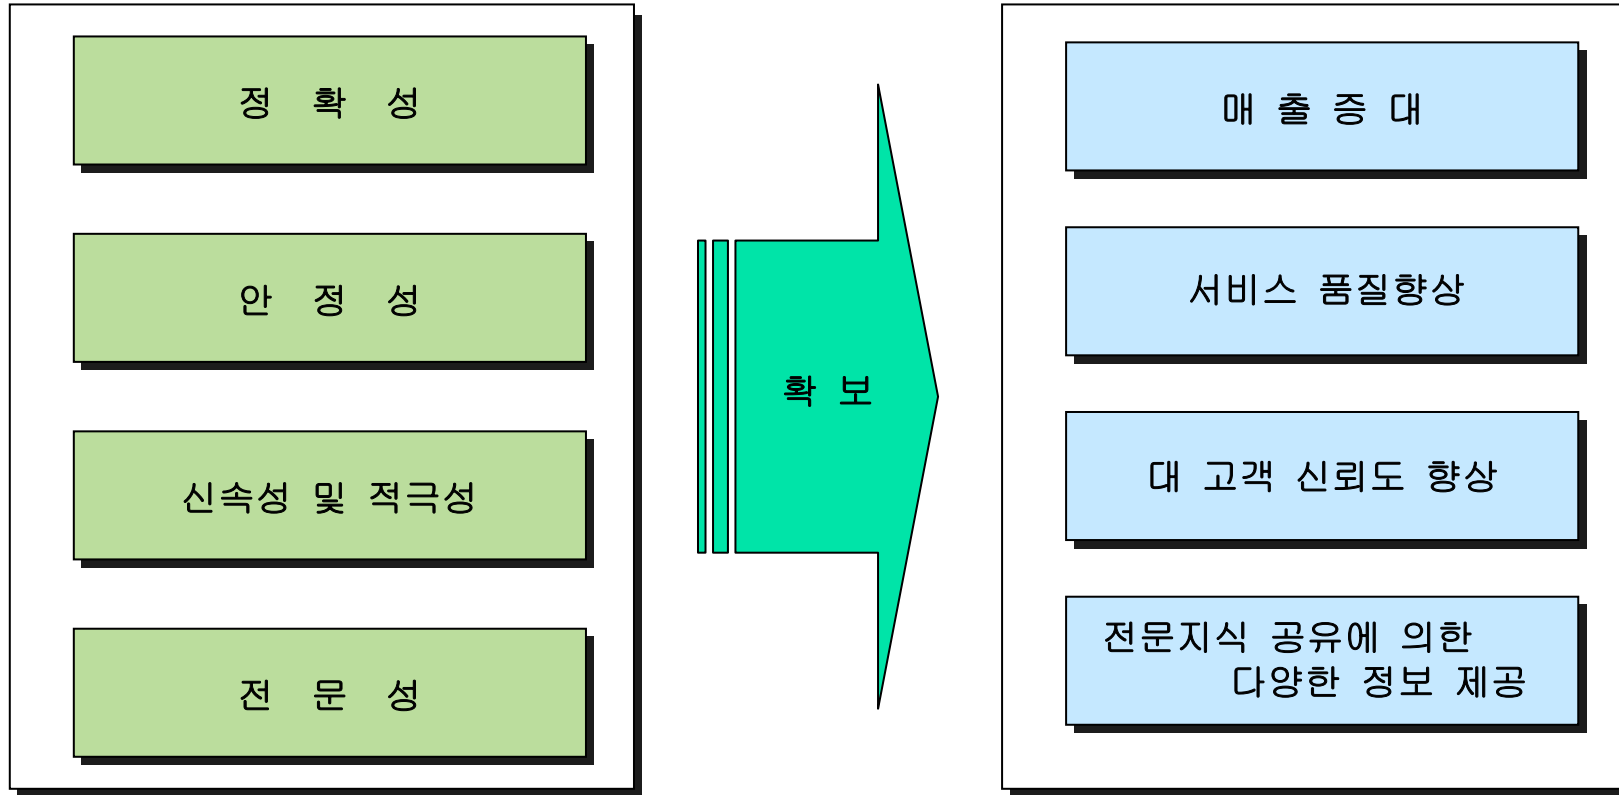 정 확 성
안 정 성
신속성 및 적극성
전 문 성
확 보
매 출 증 대
서비스 품질향상
대 고객 신뢰도 향상
전문지식 공유에 의한
다양한 정보 제공